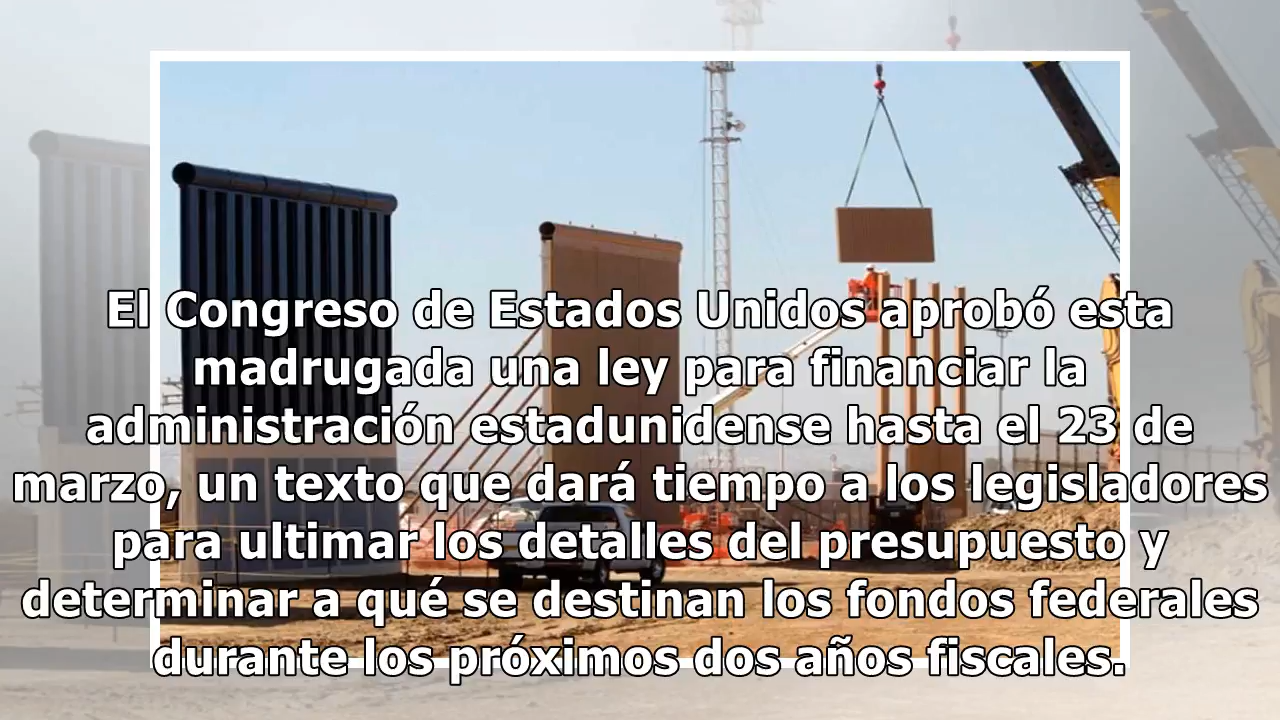 El Congreso de Estados Unidos aprobó esta
madrugada una ley para financiar la
administración estadunidense hasta el 23 de
marzo, un texto que dará tiempo a los legisladores
para ultimar los detalles del presupuesto y
determinar a qué se destinan los fondos federales
durante los próximos dos años fiscales.